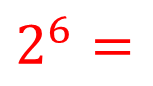 2⁶ =